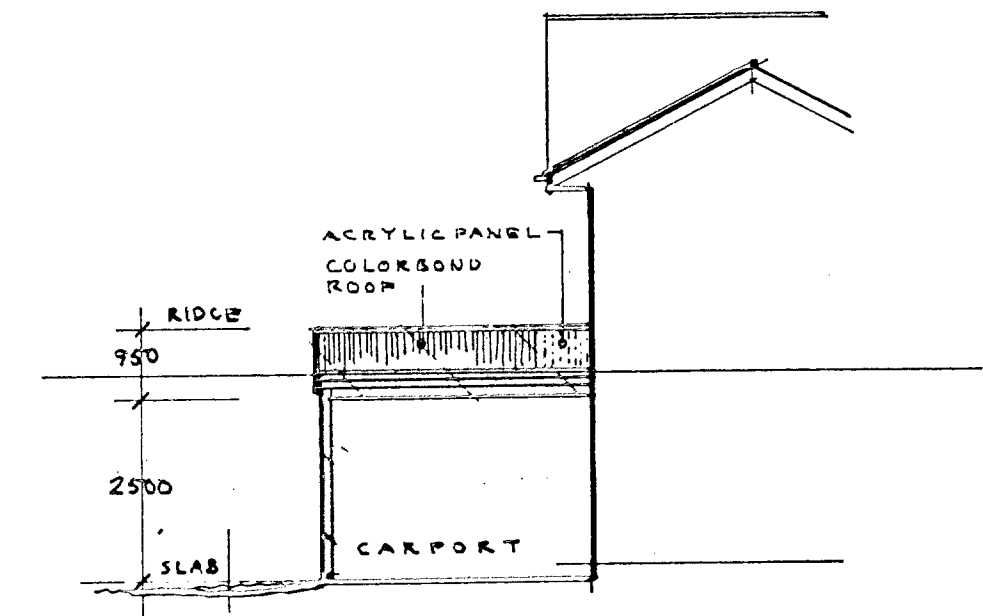 ACRYLIC PANEL
COLORBOND
ROOF
RIDGE
950
2500
CARPORT
SLAB